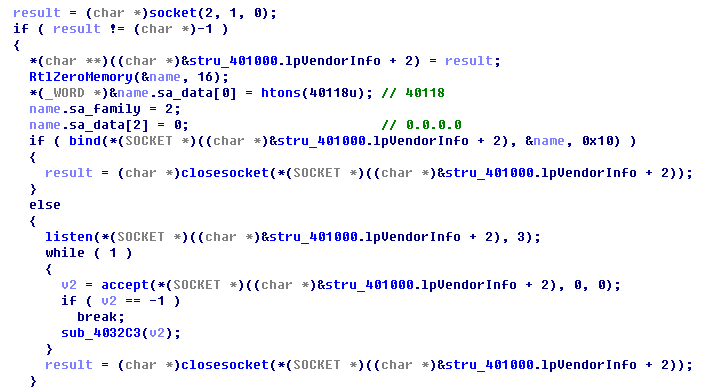 result = (char *)socket(2, 1, 0);
if ( result != (char *)-1 )
{
  *(char **)((char *)&stru_401000.lpVendorInfo + 2) = result;
  RtlZeroMemory(&name, 16);
  *(_WORD *)&name.sa_data[0] = htons(40118u); // 40118
  name.sa_family = 2;
  name.sa_data[2] = 0;                        // 0.0.0.0
  if ( bind(*(SOCKET *)((char *)&stru_401000.lpVendorInfo + 2), &name, 0x10) )
  {
    result = (char *)closesocket(*(SOCKET *)((char *)&stru_401000.lpVendorInfo + 2));
  }
  else
  {
    listen(*(SOCKET *)((char *)&stru_401000.lpVendorInfo + 2), 3);
    while ( 1 )
    {
      v2 = accept(*(SOCKET *)((char *)&stru_401000.lpVendorInfo + 2), 0, 0);
      if ( v2 == -1 )
        break;
      sub_4032C3(v2);
    }
    result = (char *)closesocket(*(SOCKET *)((char *)&stru_401000.lpVendorInfo + 2));
  }